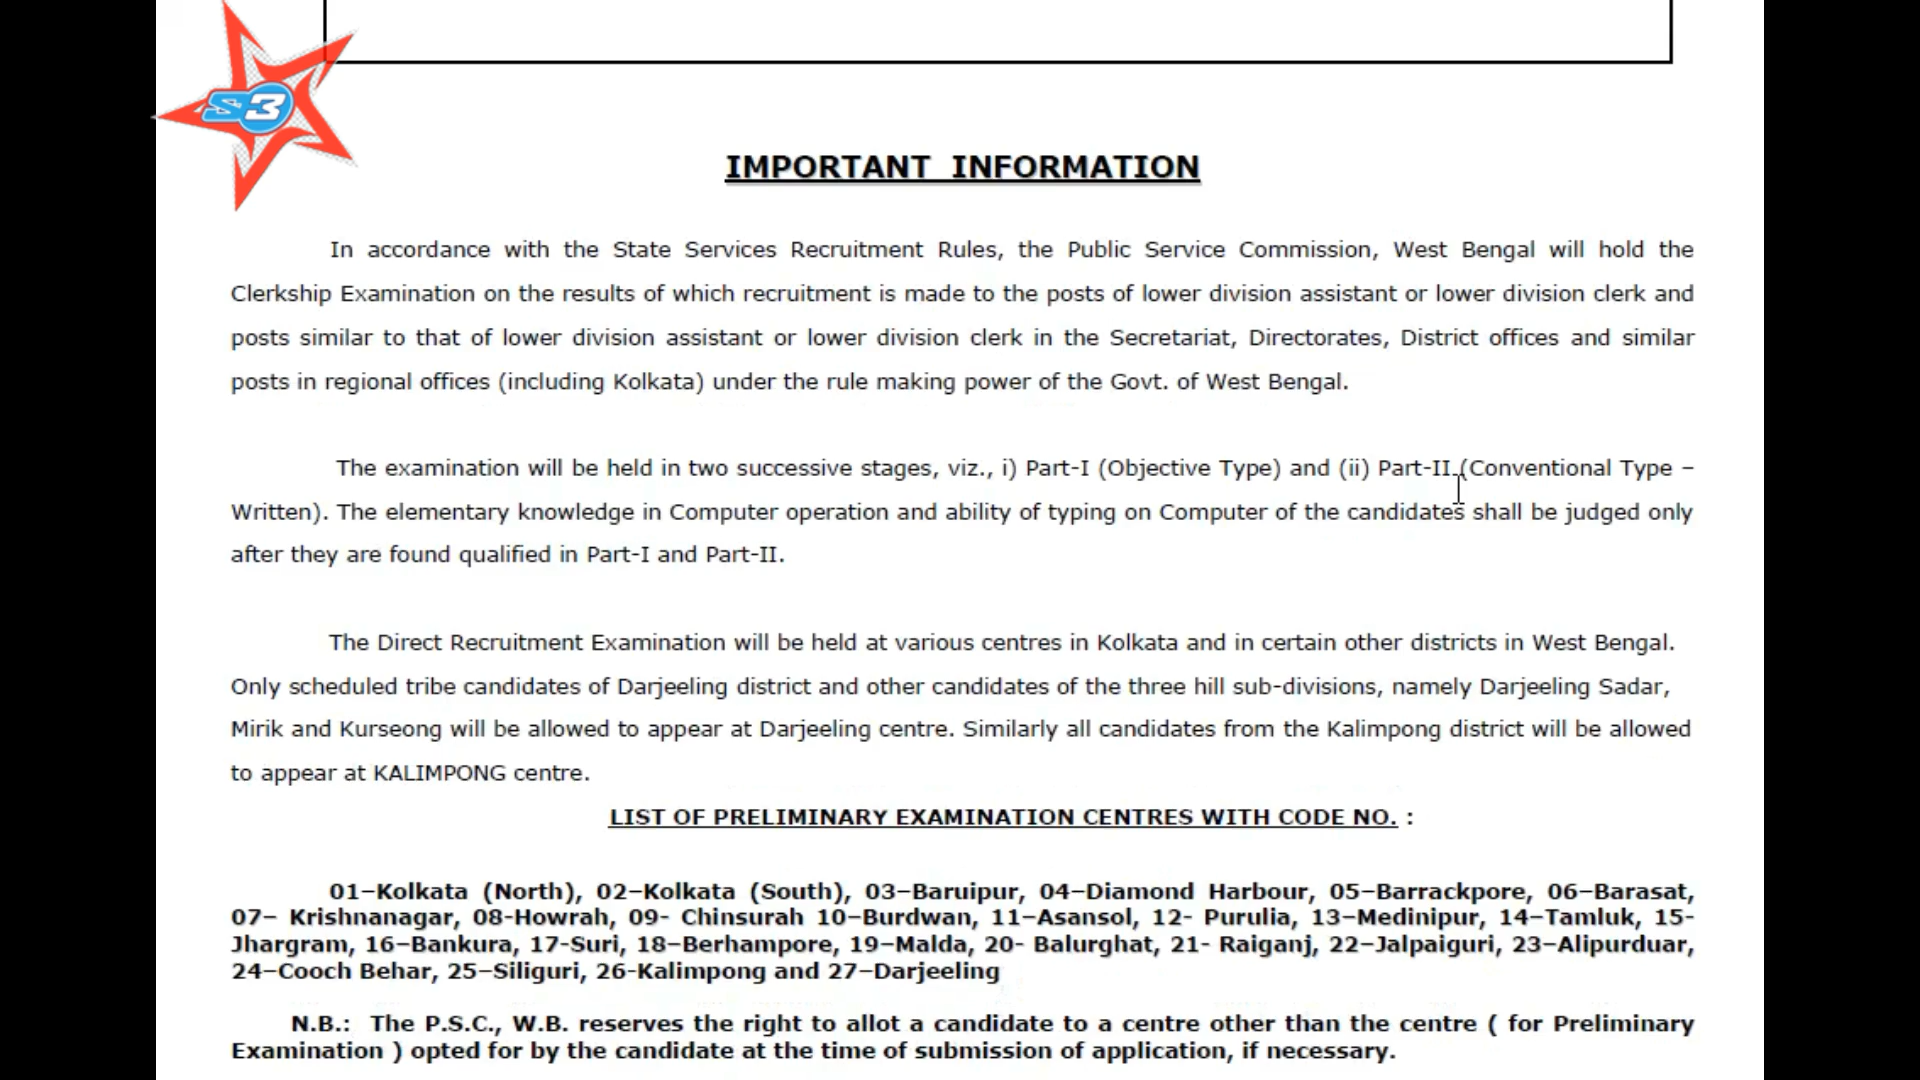 S3
IMPORTANT INFORMATION
In accordance with the State Services Recruitment Rules, the Public Service Commission, West Bengal will hold the
Clerkship Examination on the results of which recruitment is made to the posts of lower division assistant or lower division clerk and
posts similar to that of lower division assistant or lower division clerk in the Secretariat, Directorates, District offices and similar
posts in regional offices (including Kolkata) under the rule making power of the Govt. of West Bengal.
The examination will be held in two successive stages, viz., i) Part-I (Objective Type) and (ii) Part-II (Conventional Type –
Written). The elementary knowledge in Computer operation and ability of typing on Computer of the candidates shall be judged only
after they are found qualified in Part-I and Part-II.
The Direct Recruitment Examination will be held at various centres in Kolkata and in certain other districts in West Bengal.
Only scheduled tribe candidates of Darjeeling district and other candidates of the three hill sub-divisions, namely Darjeeling Sadar,
Mirik and Kurseong will be allowed to appear at Darjeeling centre. Similarly all candidates from the Kalimpong district will be allowed
to appear at KALIMPONG centre.
LIST OF PRELIMINARY EXAMINATION CENTRES WITH CODE NO. :
01–Kolkata (North), 02–Kolkata (South), 03–Baruipur, 04–Diamond Harbour, 05–Barrackpore, 06–Barasat,
07– Krishnanagar, 08-Howrah, 09- Chinsurah 10–Burdwan, 11–Asansol, 12- Purulia, 13–Medinipur, 14–Tamluk, 15-
Jhargram, 16–Bankura, 17-Suri, 18–Berhampore, 19–Malda, 20- Balurghat, 21- Raiganj, 22–Jalpaiguri, 23–Alipurduar,
24–Cooch Behar, 25–Siliguri, 26-Kalimpong and 27–Darjeeling
N.B.: The P.S.C., W.B. reserves the right to allot a candidate to a centre other than the centre ( for Preliminary
Examination ) opted for by the candidate at the time of submission of application, if necessary.